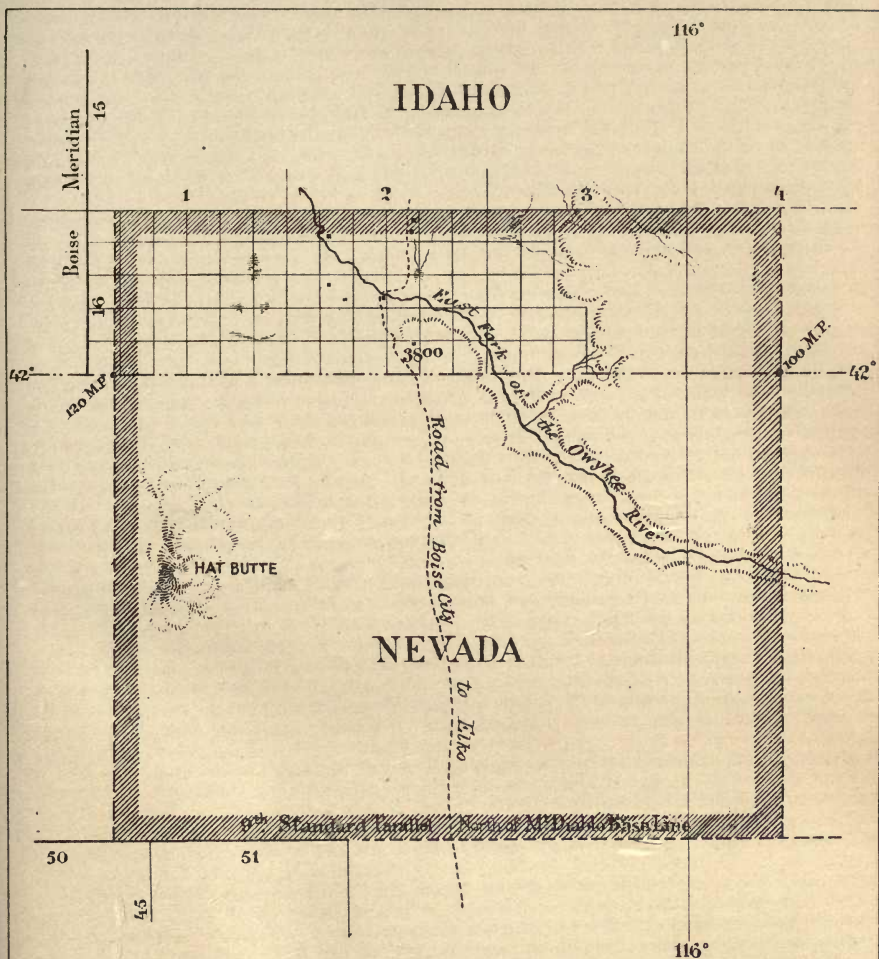 116°
IDAHO
15
Meridian
1
2
3
4
Boise
16
East Fork of the Owyhee River
3800
100 M.P.
42°
42°
120 M.P.
Road from Boise City to Elko
HAT BUTTE
NEVADA
9th Standard Parallel North of Mt Diablo Base Line
50
51
45
116°